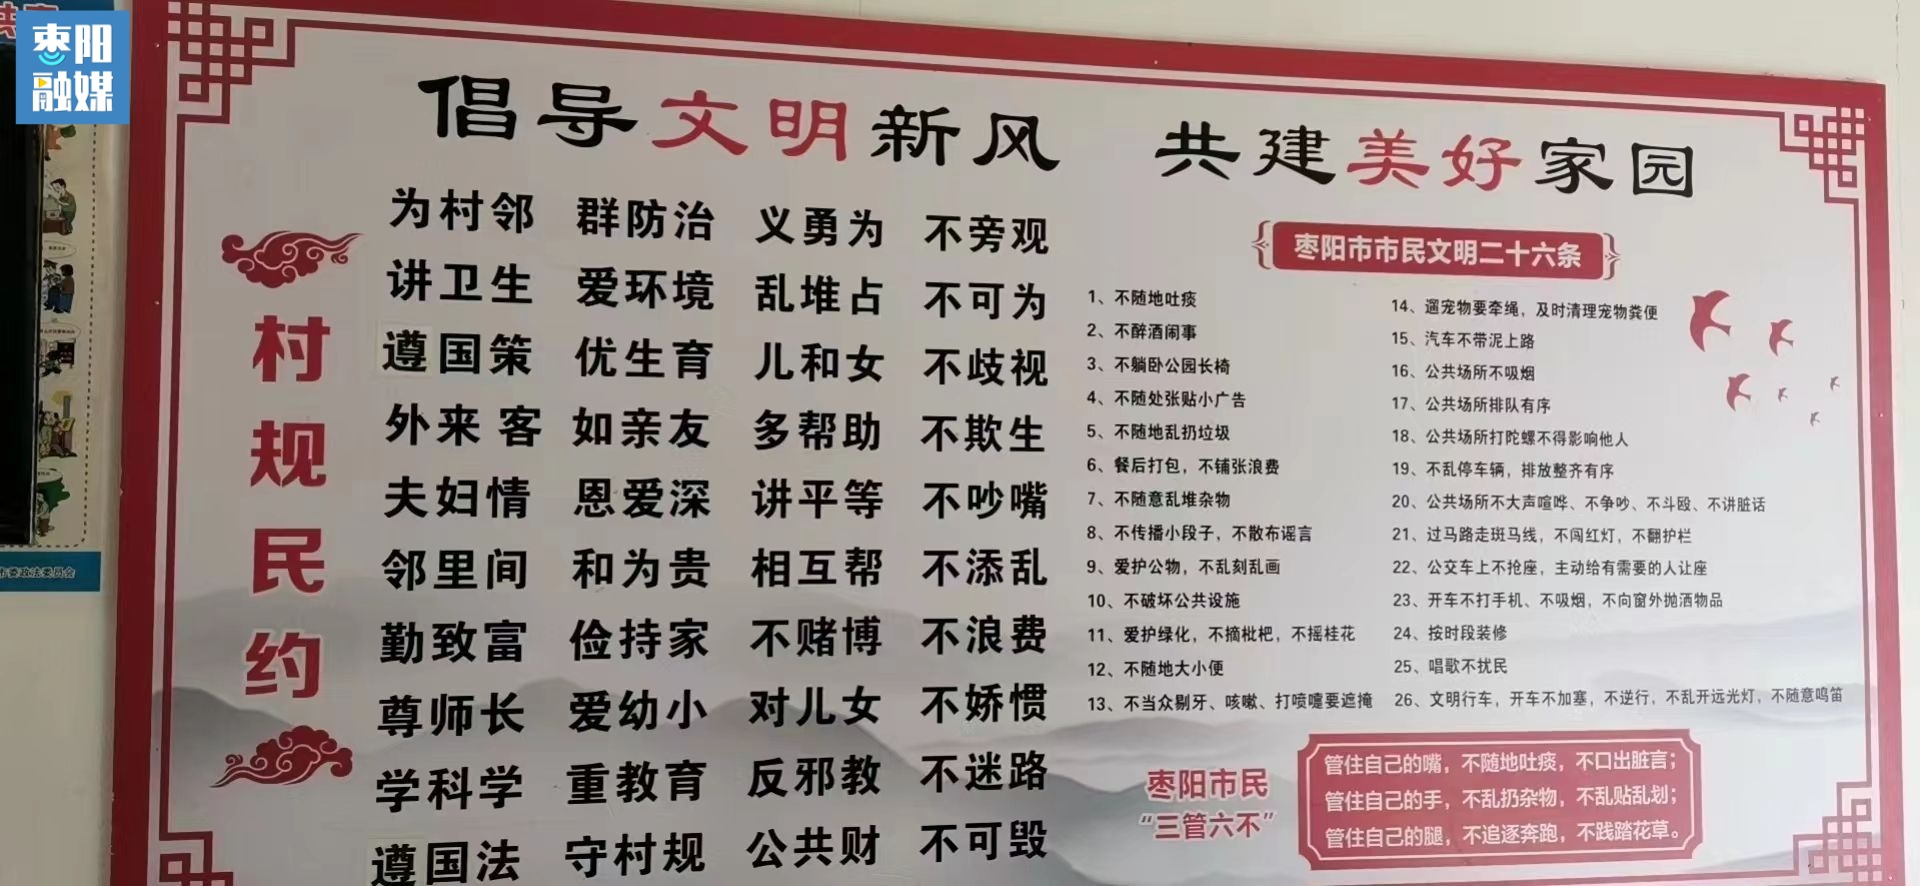 枣阳
融媒
倡导文明新风 共建美好家园
村规民约
为村邻 群防治 义勇为 不旁观
讲卫生 爱环境 乱堆占 不可为
遵国策 优生育 儿和女 不歧视
外来客 如亲友 多帮助 不欺生
夫妇情 恩爱深 讲平等 不吵嘴
邻里间 和为贵 相互帮 不添乱
勤致富 俭持家 不赌博 不浪费
尊师长 爱幼小 对儿女 不娇惯
学科学 重教育 反邪教 不迷路
遵国法 守村规 公共财 不可毁
枣阳市市民文明二十六条
1、不随地吐痰
2、不醉酒闹事
3、不躺卧公园长椅
4、不随处张贴小广告
5、不随地乱扔垃圾
6、餐后打包，不铺张浪费
7、不随意乱堆杂物
8、不传播小段子，不散布谣言
9、爱护公物，不乱刻乱画
10、不破坏公共设施
11、爱护绿化，不摘枇杷，不摇桂花
12、不随地大小便
13、不当众剔牙、咳嗽、打喷嚏要遮掩
14、遛宠物要牵绳，及时清理宠物粪便
15、汽车不带泥上路
16、公共场所不吸烟
17、公共场所排队有序
18、公共场所打陀螺不得影响他人
19、不乱停车辆，排放整齐有序
20、公共场所不大声喧哗、不争吵、不斗殴、不讲脏话
21、过马路走斑马线，不闯红灯，不翻护栏
22、公交车上不抢座，主动给有需要的人让座
23、开车不打手机、不吸烟，不向窗外抛洒物品
24、按时段装修
25、唱歌不扰民
26、文明行车，开车不加塞，不逆行，不乱开远光灯，不随意鸣笛
枣阳市民
“三管六不”
管住自己的嘴，不随地吐痰，不口出脏言；
管住自己的手，不乱扔杂物，不乱贴乱划；
管住自己的腿，不追逐奔跑，不践踏花草。
市委政法委员会